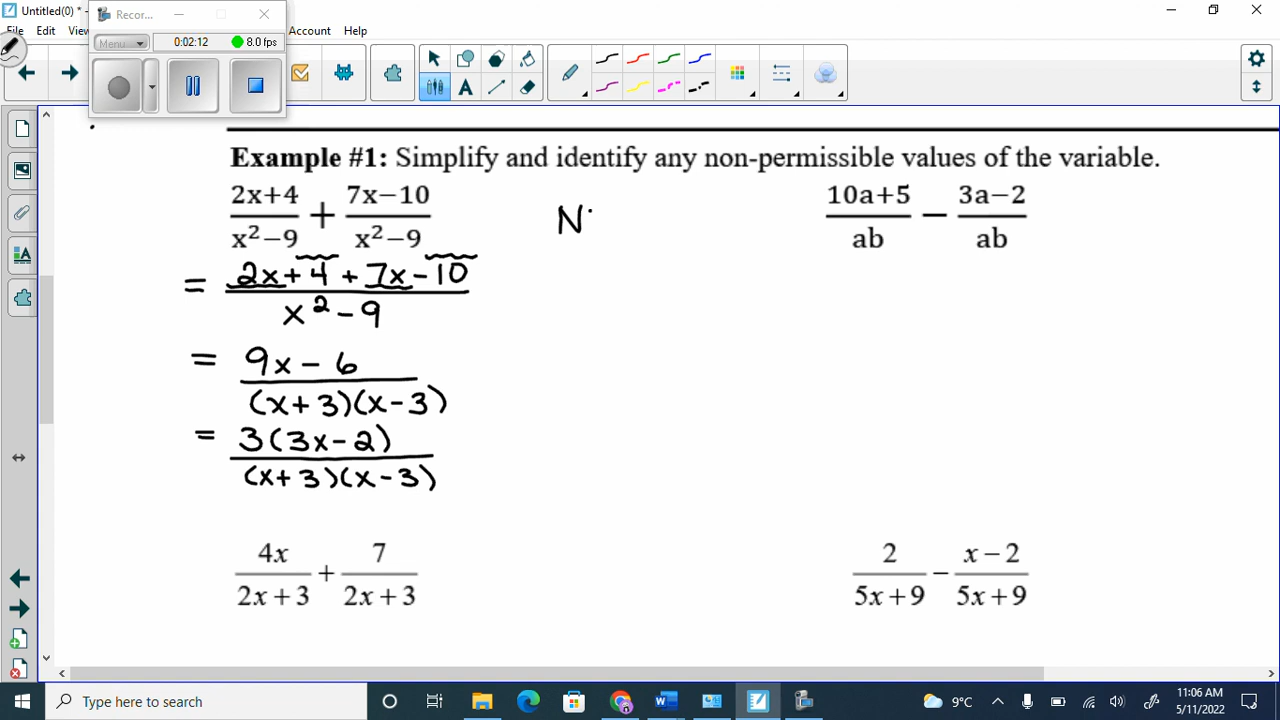 Untitled(0) *
Recor...
File Edit Account Help
Menu 0:02:12 8.0 fps
Example #1: Simplify and identify any non-permissible values of the variable.
2x+4/x²−9 + 7x−10/x²−9 N 10a+5/ab − 3a−2/ab
= 2x+4+7x-10/x²-9
= 9x-6/(x+3)(x-3)
= 3(3x-2)/(x+3)(x-3)
4x/2x+3 + 7/2x+3 2/5x+9 − x−2/5x+9
Type here to search
9°C
11:06 AM
5/11/2022